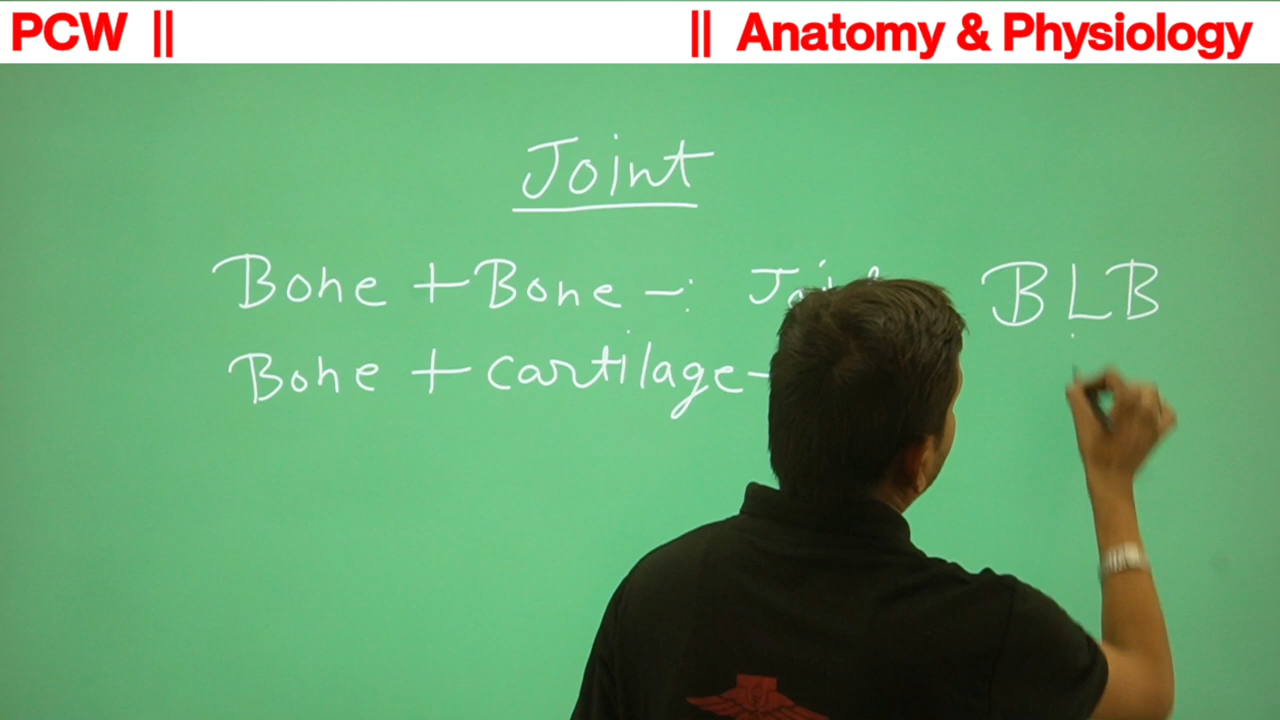 PCW || || Anatomy & Physiology
Joint
Bone + Bone -: BLB
Bone + cartilage -